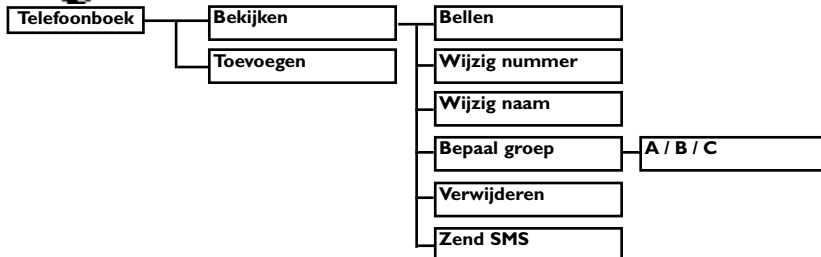 Telefoonboek
Bekijken
Bellen
Toevoegen
Wijzig nummer
Wijzig naam
Bepaal groep
A / B / C
Verwijderen
Zend SMS